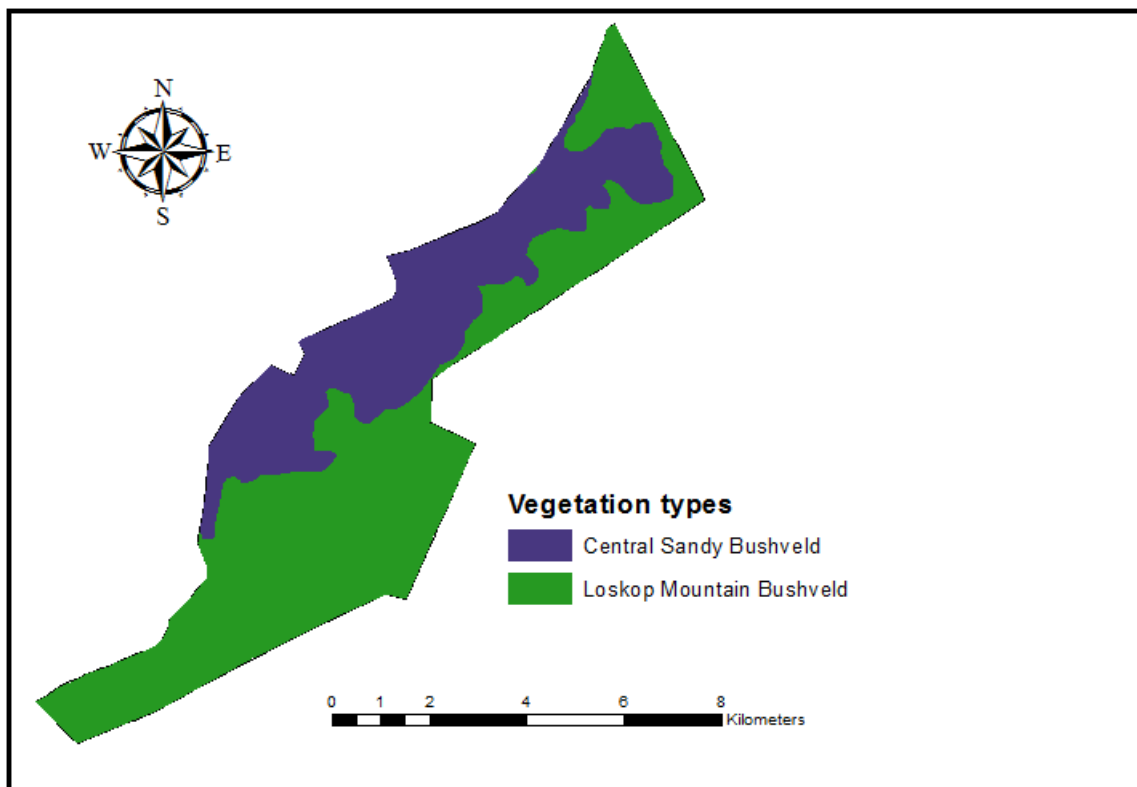 N
W E
S
Vegetation types
Central Sandy Bushveld
Loskop Mountain Bushveld
0 1 2 4 6 8
Kilometers